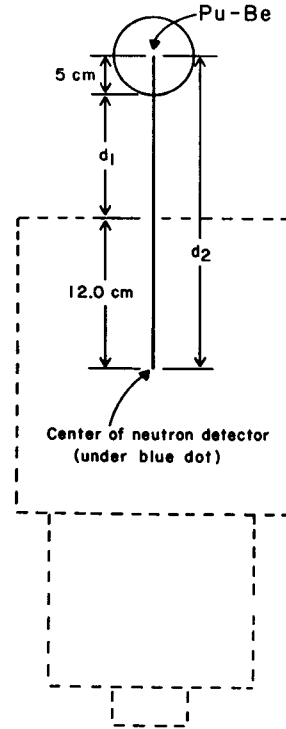 Pu-Be
5 cm
d1
d2
12.0 cm
Center of neutron detector
(under blue dot)